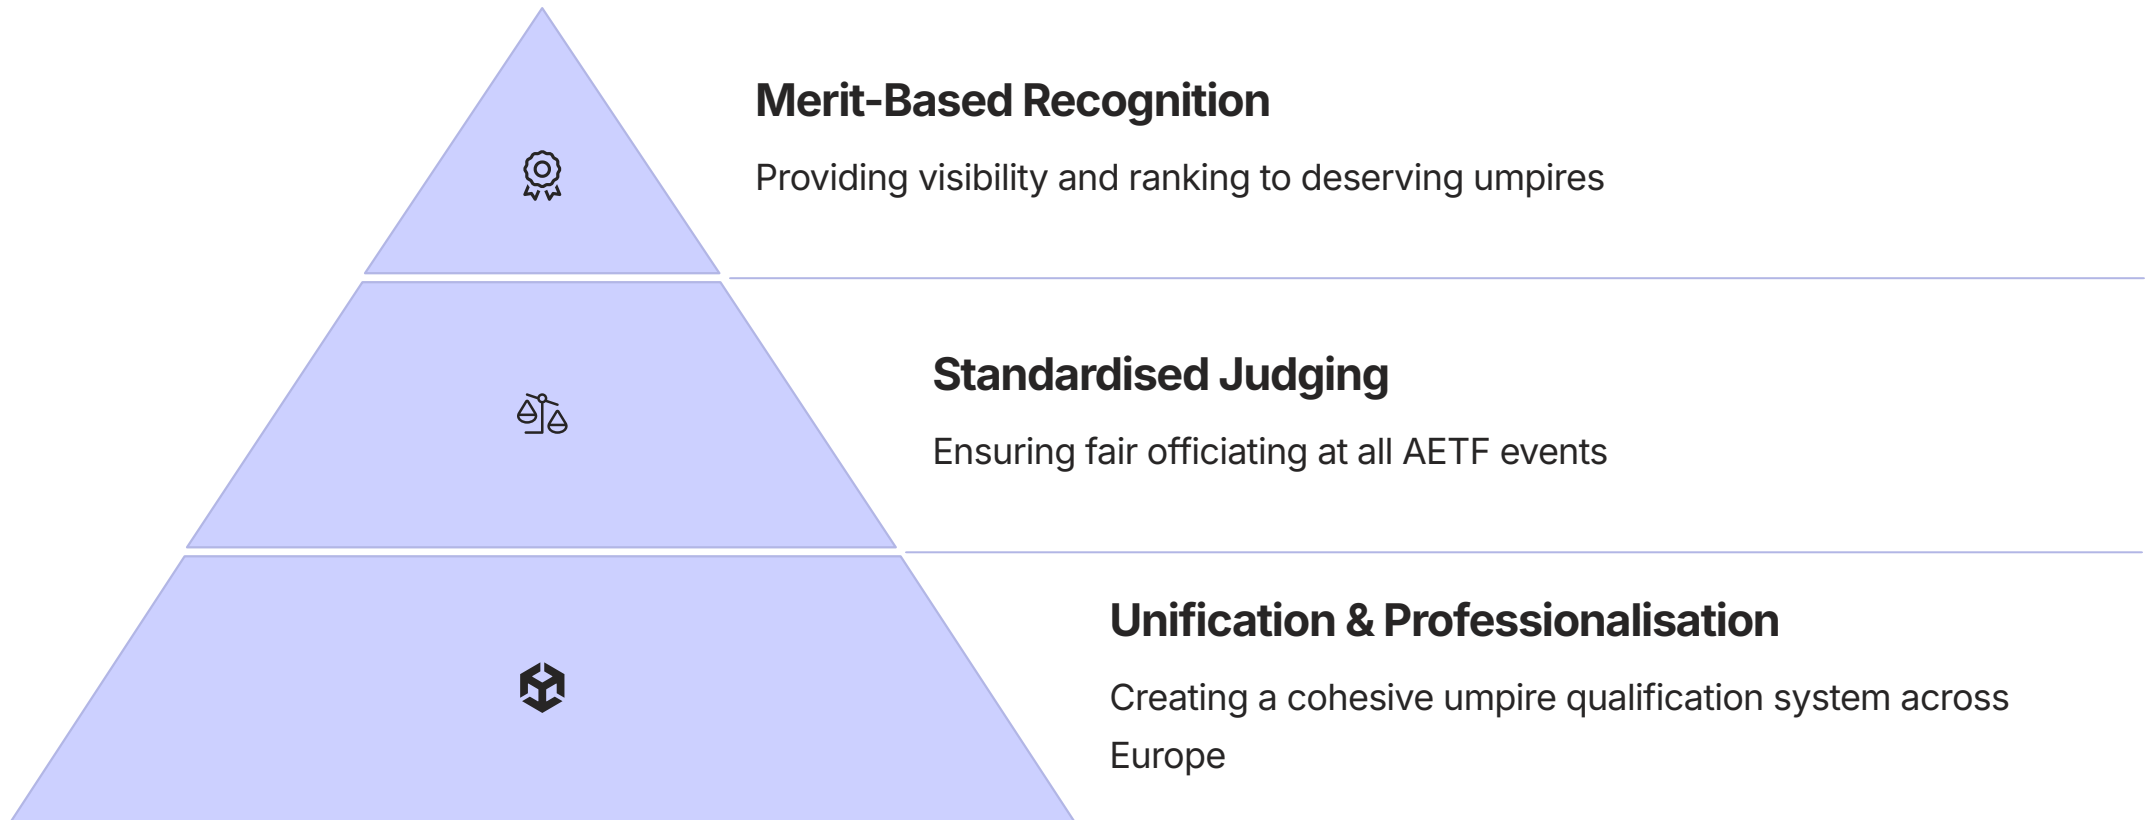 Merit-Based Recognition
Providing visibility and ranking to deserving umpires
Standardised Judging
Ensuring fair officiating at all AETF events
Unification & Professionalisation
Creating a cohesive umpire qualification system across
Europe